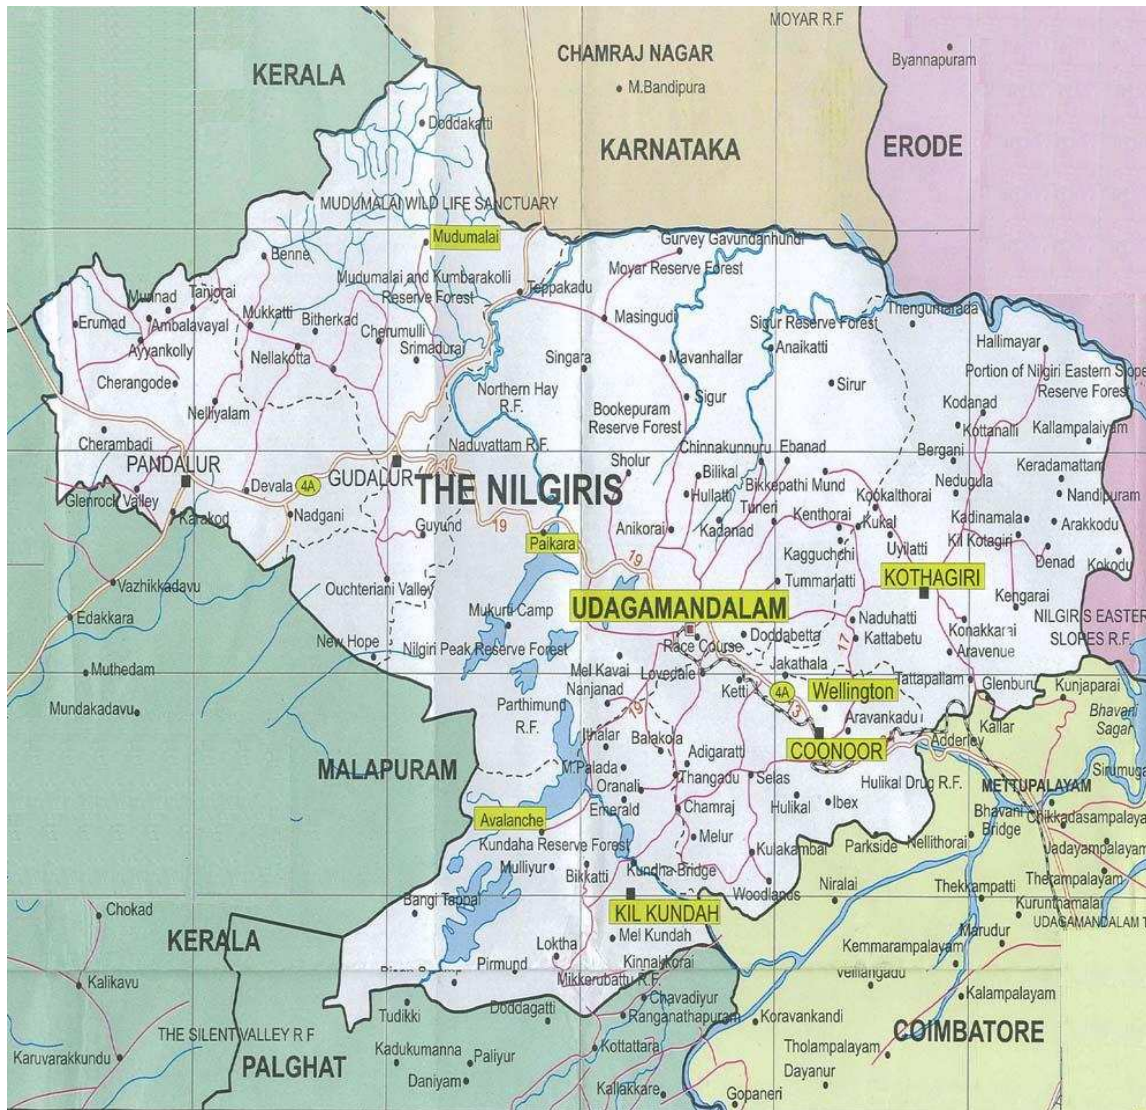 MOYAR R.F
CHAMRAJ NAGAR
Byannapuram
KERALA
M.Bandipura
Doddakatti
KARNATAKA
ERODE
MUDUMALAI WILD LIFE SANCTUARY
Mudumalai
Gurvey Gavundanhundi
Benne
Moyar Reserve Forest
Mudumalai and Kumbarakolli
Reserve Forest
Teppakadu
Munnad
Tanjorai
Erumad
Ambalavayal
Mukkatti
Bitherkad
Cherumulli
Masingudi
Sigur Reserve Forest
Thengumarada
Ayyankolly
Nellakotta
Srimadurai
Singara
Mavanhallar
Anaikatti
Hallimayar
Cherangode
Northern Hay
R.F.
Sirur
Portion of Nilgiri Eastern Slope
Reserve Forest
Nelliyalam
Bookepuram
Reserve Forest
Sigur
Kodanad
Kottanalli
Cherambadi
Naduvattam R.F.
Chinnakunnuru
Ebanad
Bergani
Kallampalaiyam
PANDALUR
GUDALUR
Sholur
Bilikal
Bikkepathi Mund
Keradamattam
Glenrock Valley
Devala
4A
THE NILGIRIS
Hullatti
Nedugula
Nandipuram
Karakod
Nadgani
Guyund
19
Anikorai
Kadanad
Tuneri
Kenthorai
Kookalthorai
Kukal
Kadinamala
Arakkodu
Paikara
19
Kagguchchi
Uyilatti
Kil Kotagiri
Denad
Kokodu
Vazhikkadavu
Ouchteriani Valley
Tummanatti
KOTHAGIRI
Edakkara
Mukurti Camp
UDAGAMANDALAM
Naduhatti
Kengarai
NILGIRIS EASTER
SLOPES R.F.
New Hope
Nilgiri Peak Reserve Forest
Race Course
Doddabetta
17
Kattabetu
Konakkarai
Aravenue
Muthedam
Mel Kavai
Lovedale
Jakathala
Tattapallam
Glenburu
Kunjaparai
Mundakadavu
Parthimund
R.F.
Nanjanad
19
Ketti
4A
Wellington
13
Aravankadu
Bhavani
Sagar
Ithalar
Balakola
Adigaratti
COONOOR
Adderley
Kallar
MALAPURAM
M.Palada
Thangadu
Selas
Hulikal Drug R.F.
METTUPALAYAM
Sirumuga
Oranali
Emerald
Chamraj
Hulikal
Ibex
Bhavani
Bridge
Chikkadasampalaya
Avalanche
Melur
Kulakambai
Parkside
Nellithorai
Jadayampalayam
Kundaha Reserve Forest
Mulliyur
Bikkatti
Kundha Bridge
Woodlands
Niralai
Thekkampatti
Therampalayam
Chokad
Bangi Tappal
KIL KUNDAH
Kurunthamalai
UDAGAMANDALAM T
KERALA
Mel Kundah
Kemmarampalayam
Marudur
Loktha
Kinnakkorai
Kalikavu
Pirmund
Mikkerubattu R.F.
Velliangadu
Kalampalayam
Tudikki
Doddagatti
Chavadiyur
Ranganathapuram
Koravankandi
COIMBATORE
THE SILENT VALLEY R F
Karuvarakkundu
PALGHAT
Kadukumanna
Paliyur
Kottattara
Tholampalayam
Daniyam
Kallakkare
Dayanur
Gopaneri